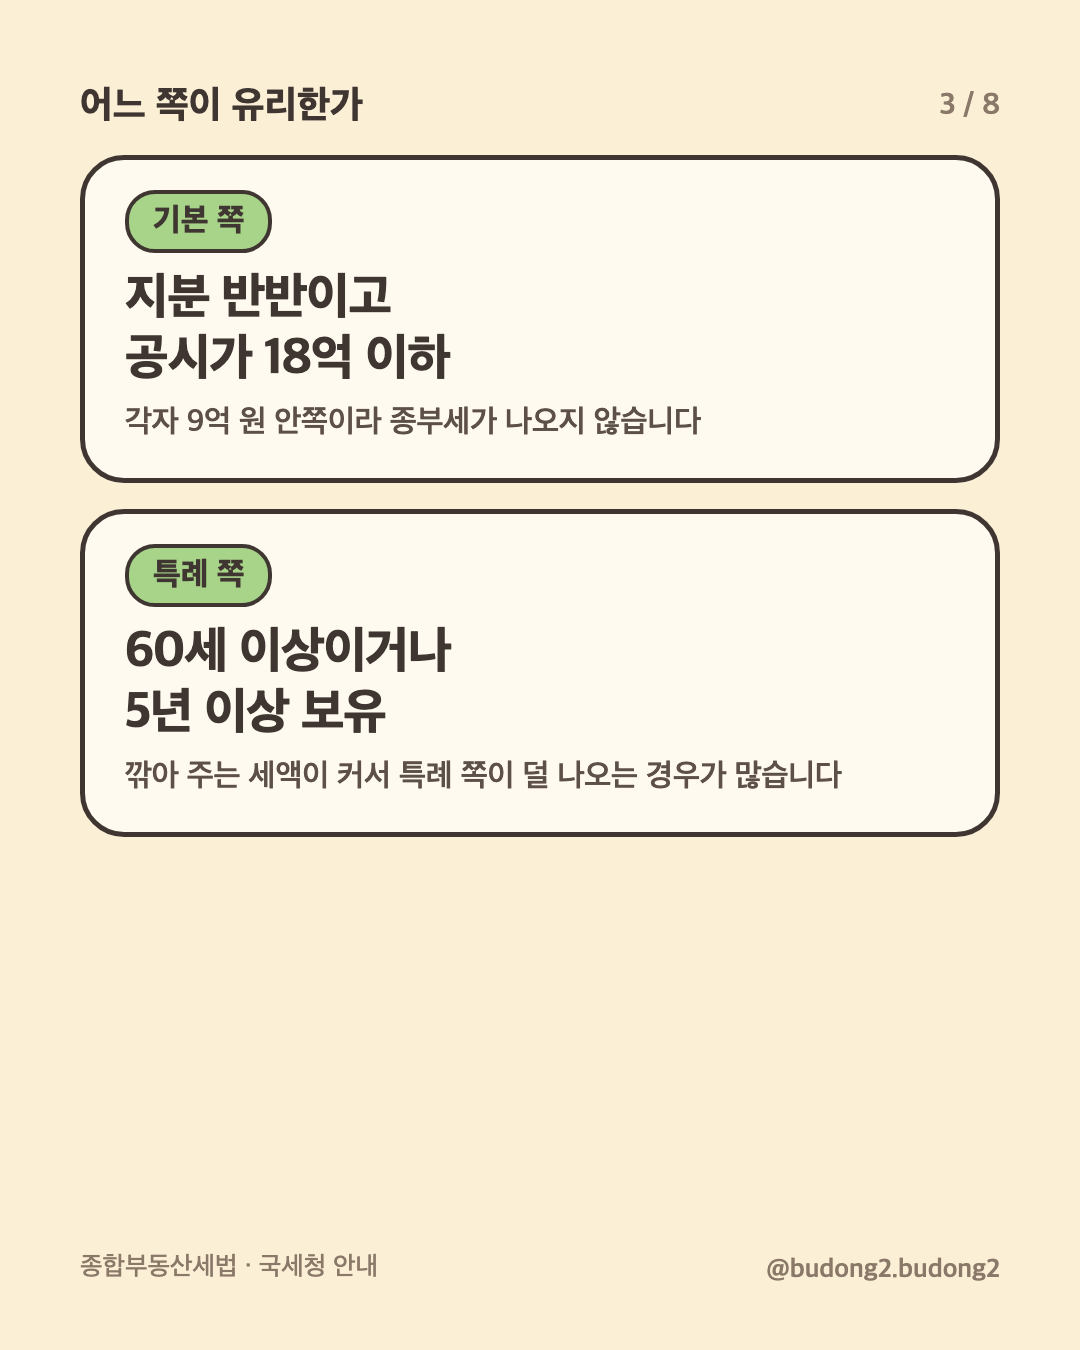 어느 쪽이 유리한가
3 / 8
기본 쪽
지분 반반이고
공시가 18억 이하
각자 9억 원 안쪽이라 종부세가 나오지 않습니다
특례 쪽
60세 이상이거나
5년 이상 보유
깎아 주는 세액이 커서 특례 쪽이 덜 나오는 경우가 많습니다
종합부동산세법 · 국세청 안내
@budong2.budong2